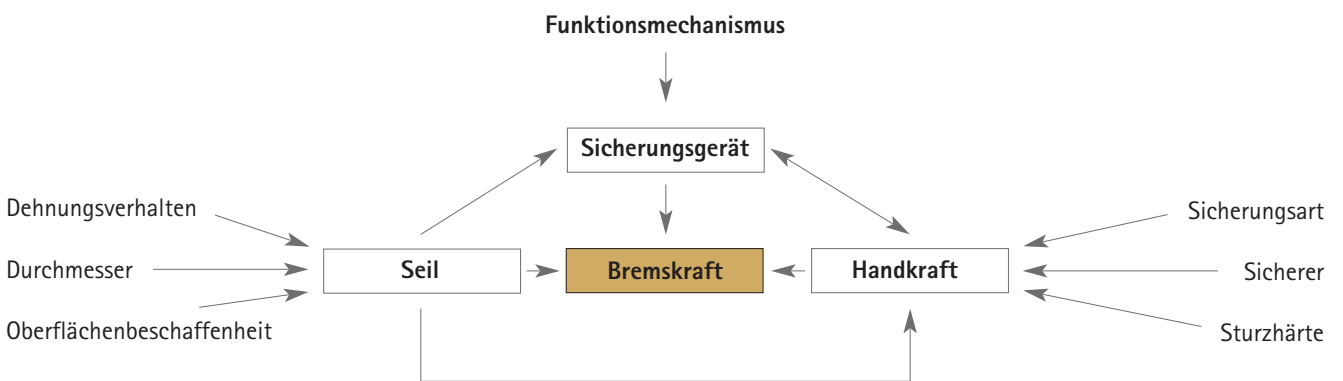 Funktionsmechanismus
Sicherungsgerät
Dehnungsverhalten
Sicherungsart
Durchmesser
Seil
Bremskraft
Handkraft
Sicherer
Oberflächenbeschaffenheit
Sturzhärte